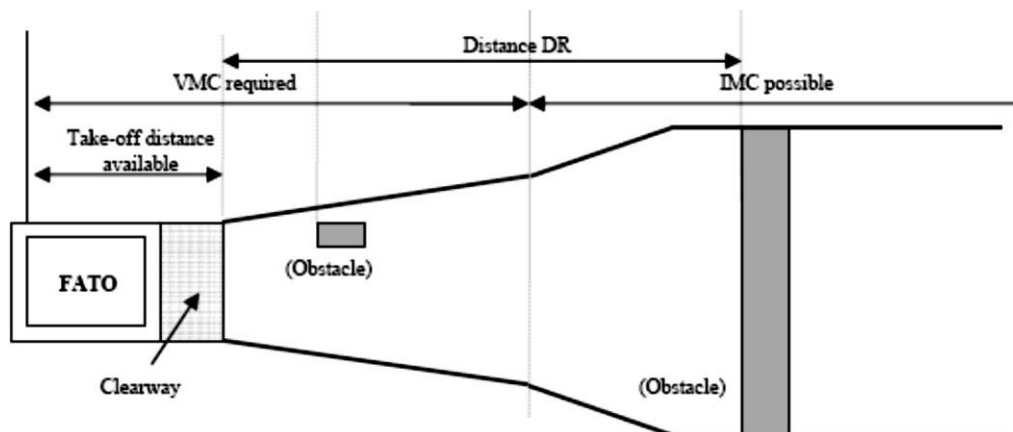 Distance DR
VMC required
IMC possible
Take-off distance
available
FATO
(Obstacle)
Clearway
(Obstacle)